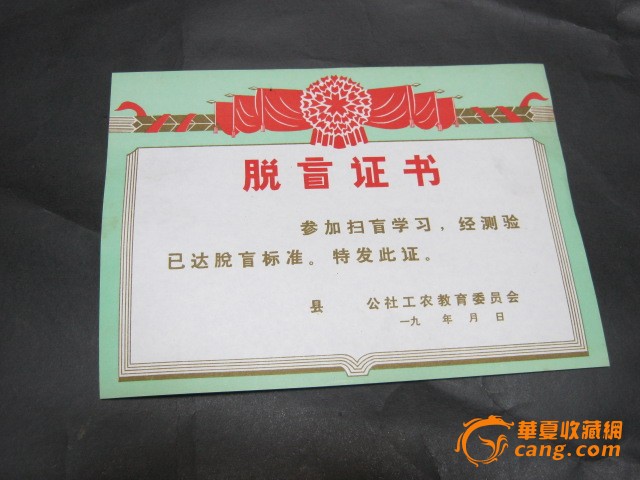 脱盲证书
参加扫盲学习，经测验
已达脱盲标准。特发此证。
县 公社工农教育委员会
一九 年 月 日
華夏收藏網
cang.com